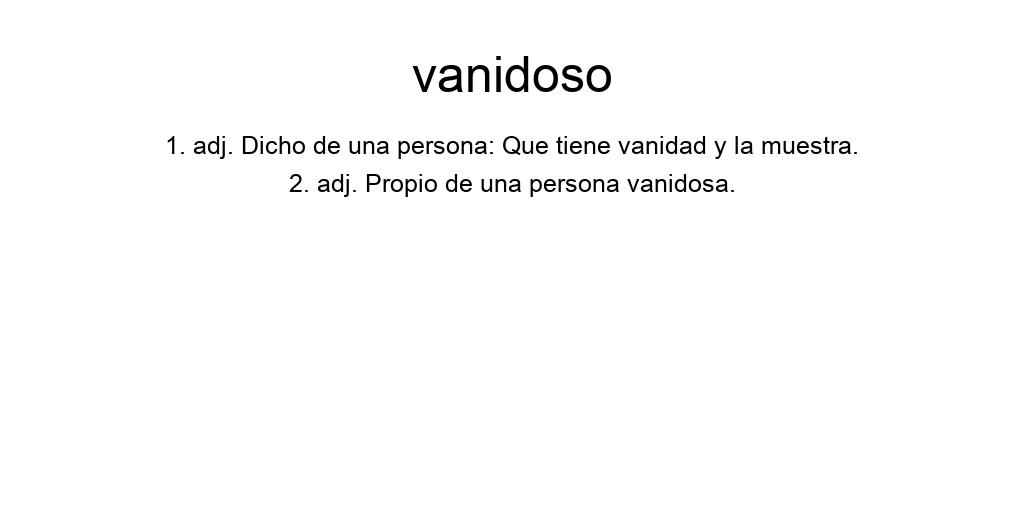 vanidoso
1. adj. Dicho de una persona: Que tiene vanidad y la muestra.
2. adj. Propio de una persona vanidosa.